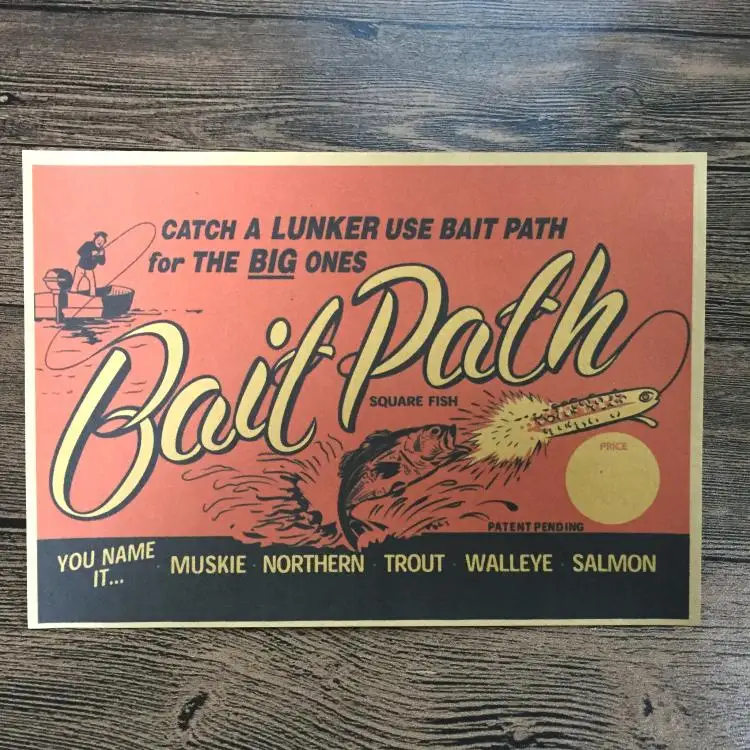 CATCH A LUNKER USE BAIT PATH
for THE BIG ONES
Bait Path
SQUARE FISH
PRICE
PATENT PENDING
YOU NAME
IT...
MUSKIE · NORTHERN · TROUT · WALLEYE · SALMON